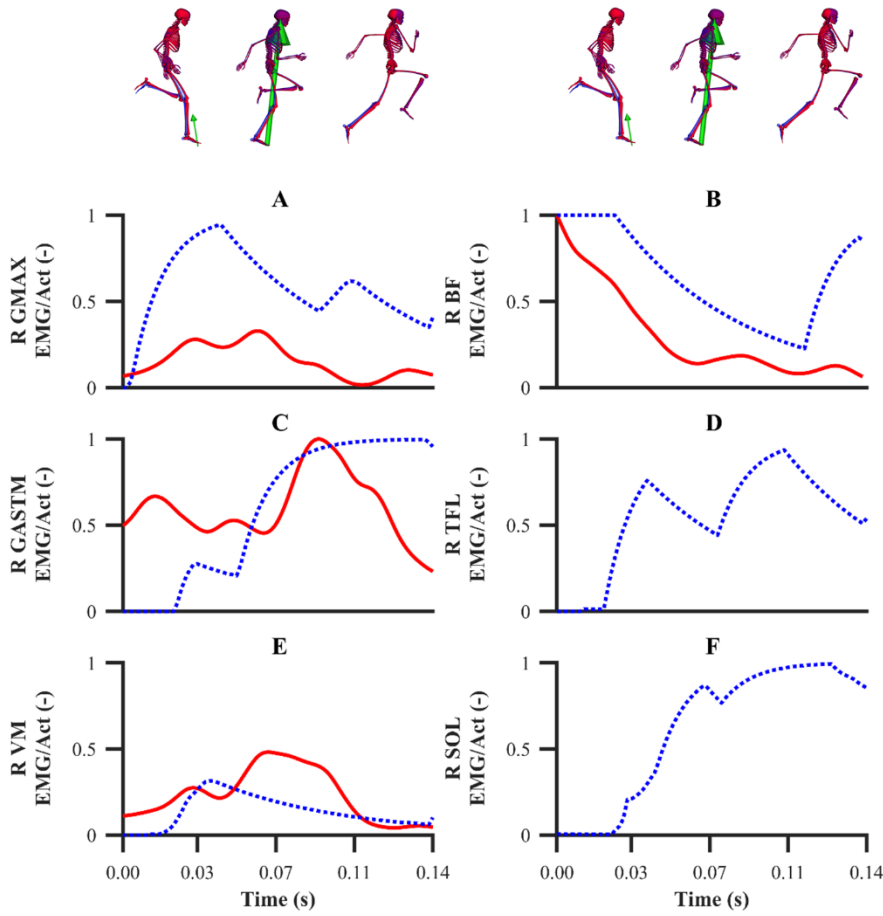 A
B
R GMAX
EMG/Act (-)
1
0.5
0
R BF
EMG/Act (-)
1
0.5
0
C
D
R GASTM
EMG/Act (-)
1
0.5
0
R TFL
EMG/Act (-)
1
0.5
0
E
F
R VM
EMG/Act (-)
1
0.5
0
R SOL
EMG/Act (-)
1
0.5
0
0.00 0.03 0.07 0.11 0.14
Time (s)
0.00 0.03 0.07 0.11 0.14
Time (s)